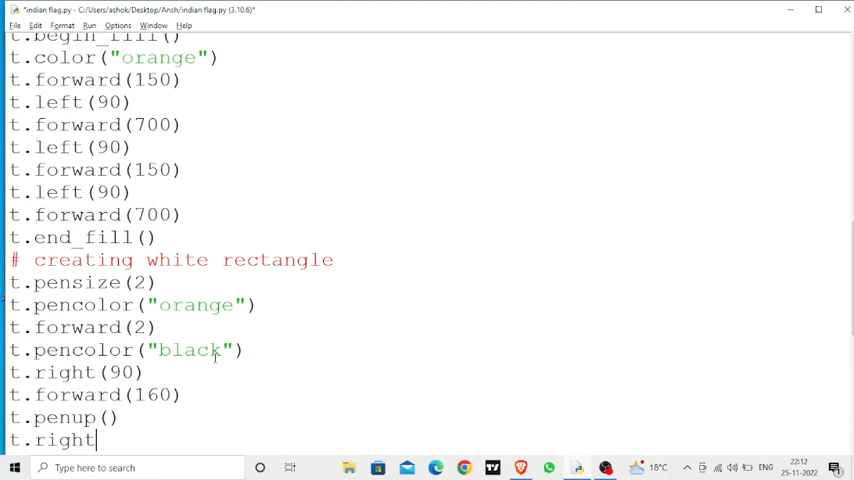 *indian flag.py - C:/Users/ashok/Desktop/Ansh/indian flag.py (3.10.6)*
File Edit Format Run Options Window Help
t.begin_fill()
t.color("orange")
t.forward(150)
t.left(90)
t.forward(700)
t.left(90)
t.forward(150)
t.left(90)
t.forward(700)
t.end_fill()
# creating white rectangle
t.pensize(2)
t.pencolor("orange")
t.forward(2)
t.pencolor("black")
t.right(90)
t.forward(160)
t.penup()
t.right
Type here to search
18°C
ENG
22:12
25-11-2022